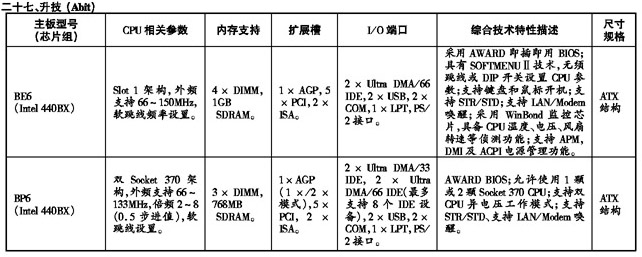 二十七、升技 (Abit)
主板型号
(芯片组)
CPU 相关参数
内存支持
扩展槽
I/O 端口
综合技术特性描述
尺寸
规格
BE6
(Intel 440BX)
Slot 1 架构,外频
支持 66～150MHz,
软跳线频率设置。
4 × DIMM,
1GB
SDRAM。
1 × AGP, 5
× PCI, 2 ×
ISA。
2 × Ultra DMA/66
IDE, 2 × USB, 2 ×
COM, 1 × LPT, PS/
2 接口。
采用 AWARD 即插即用 BIOS;
具有 SOFTMENUⅡ技术,无须
跳线或 DIP 开关设置 CPU 参
数;支持键盘和鼠标开机;支
持 STR/STD; 支持 LAN/Modem
唤醒; 采用 WinBond 监控芯
片,具备 CPU 温度、电压、风扇
转速等侦测功能;支持 APM,
DMI 及 ACPI 电源管理功能。
ATX
结构
BP6
(Intel 440BX)
双 Socket 370 架
构,外频支持 66～
133MHz, 倍频 2～8
(0.5 步进值), 软
跳线设置。
3 × DIMM,
768MB
SDRAM。
1 × AGP
(1 ×/2 ×
模式), 5 ×
PCI, 2 ×
ISA。
2 × Ultra DMA/33
IDE, 2 × Ultra
DMA/66 IDE(最多
支持 8 个 IDE 设
备), 2 × USB, 2 ×
COM, 1 × LPT, PS/
2 接口。
AWARD BIOS; 允许使用 1 颗
或 2 颗 Socket 370 CPU; 支持双
CPU 异电压工作模式; 支持
STR/STD、支持 LAN/Modem 唤
醒。
ATX
结构